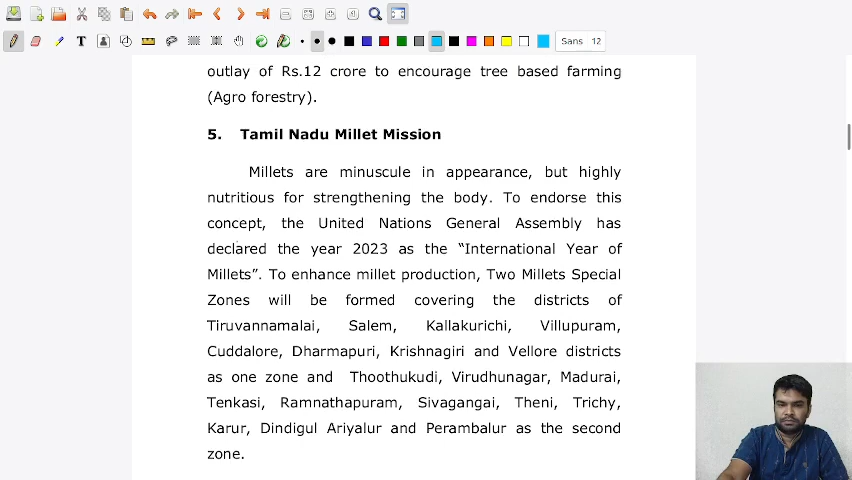 Sans 12
outlay of Rs.12 crore to encourage tree based farming
(Agro forestry).
5. Tamil Nadu Millet Mission
Millets are minuscule in appearance, but highly
nutritious for strengthening the body. To endorse this
concept, the United Nations General Assembly has
declared the year 2023 as the “International Year of
Millets”. To enhance millet production, Two Millets Special
Zones will be formed covering the districts of
Tiruvannamalai, Salem, Kallakurichi, Villupuram,
Cuddalore, Dharmapuri, Krishnagiri and Vellore districts
as one zone and Thoothukudi, Virudhunagar, Madurai,
Tenkasi, Ramnathapuram, Sivagangai, Theni, Trichy,
Karur, Dindigul Ariyalur and Perambalur as the second
zone.